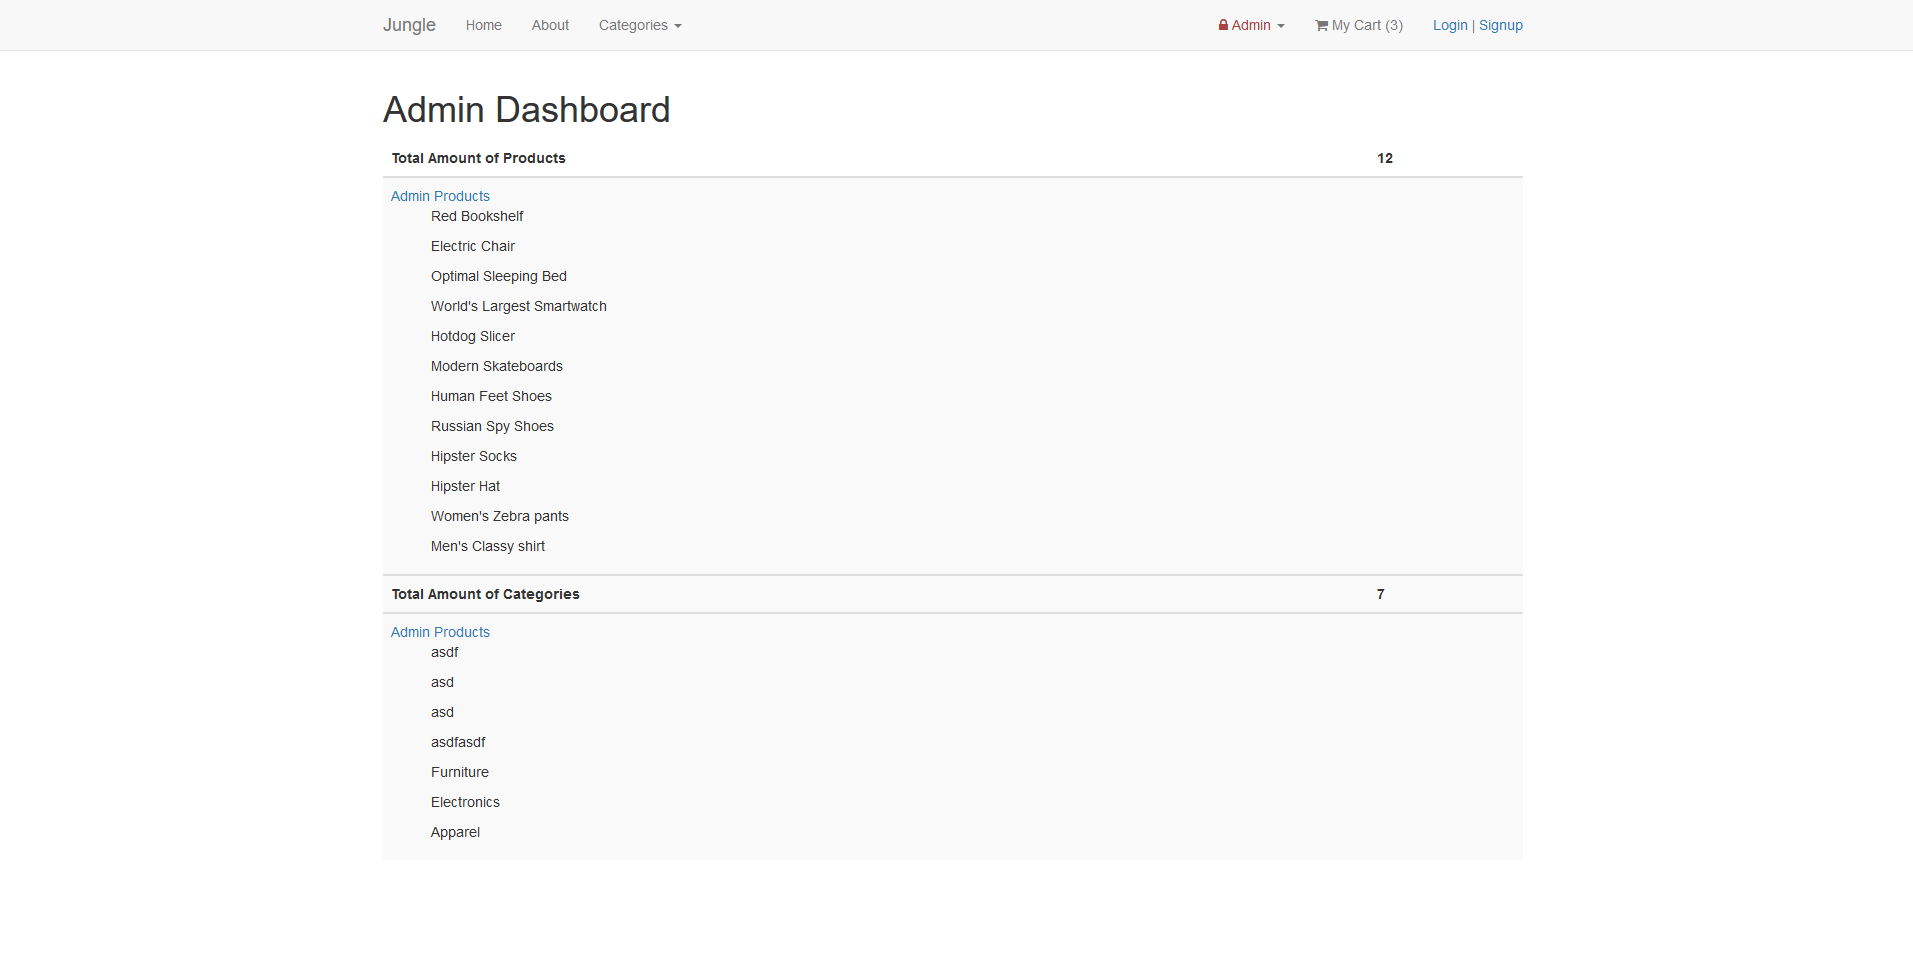 Jungle Home About Categories Admin My Cart (3) Login | Signup
Admin Dashboard
Total Amount of Products 12
Admin Products
Red Bookshelf
Electric Chair
Optimal Sleeping Bed
World's Largest Smartwatch
Hotdog Slicer
Modern Skateboards
Human Feet Shoes
Russian Spy Shoes
Hipster Socks
Hipster Hat
Women's Zebra pants
Men's Classy shirt
Total Amount of Categories 7
Admin Products
asdf
asd
asd
asdfasdf
Furniture
Electronics
Apparel